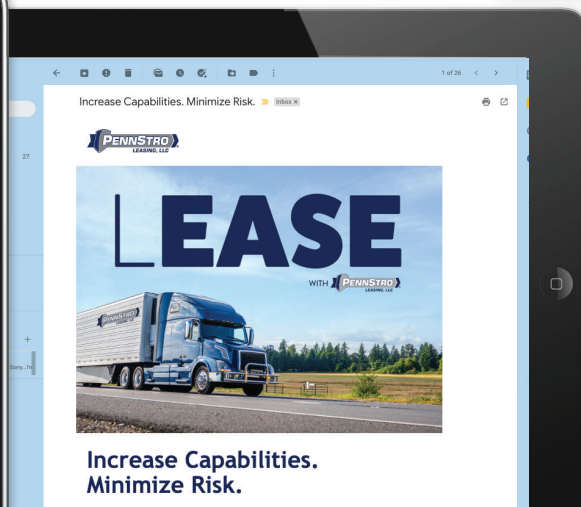 1 of 26
Increase Capabilities. Minimize Risk.
Inbox x
27
PENNSTRO
LEASING, LLC
LEASE
WITH PENNSTRO
LEASING, LLC
PENNSTRO
Increase Capabilities.
Minimize Risk.